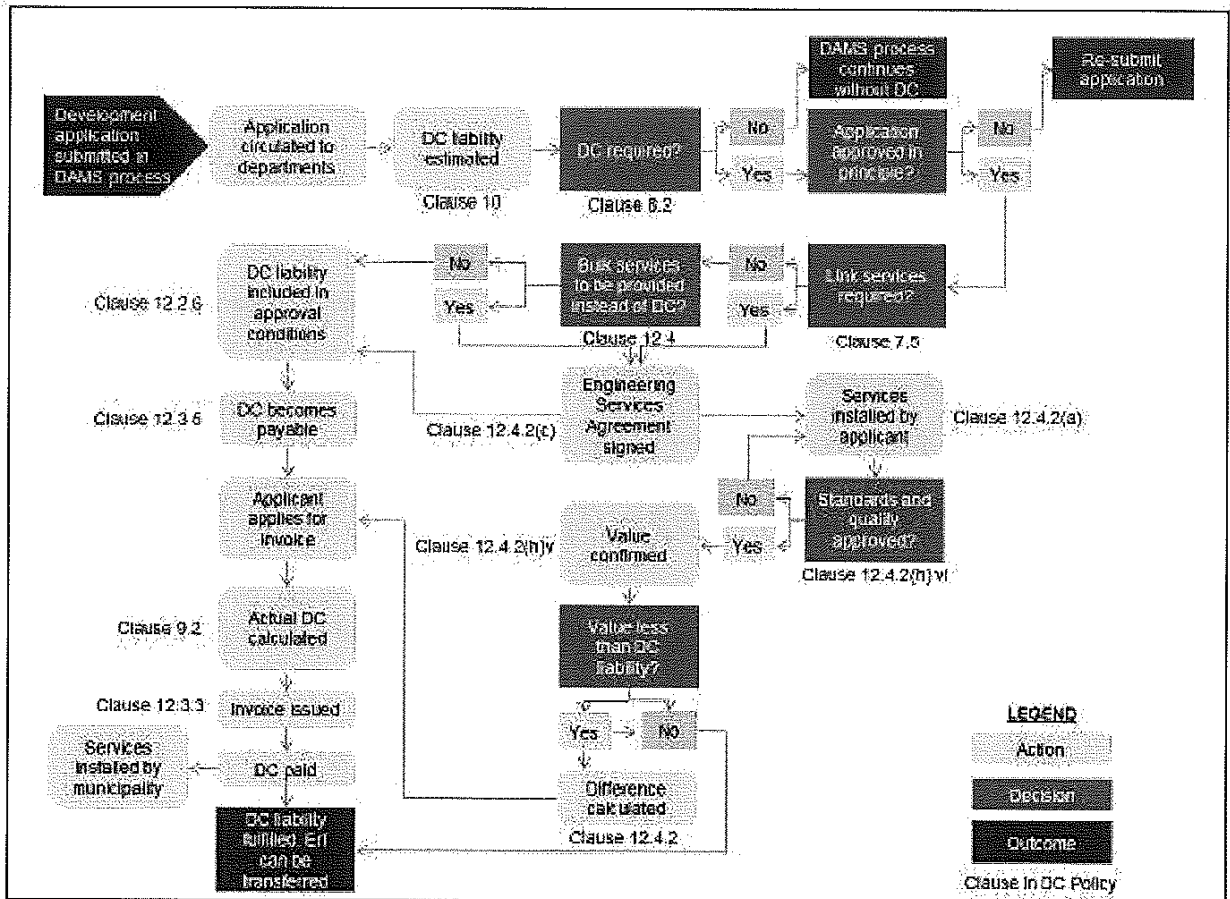 Development
application
submitted in
DAMS process
Application
circulated to
departments
DC liability
estimated
Clause 10
DC required?
Clause 8.2
No
Yes
DAMS process
continues
without DC
Application
approved in
principle?
No
Yes
Re-submit
application
Clause 12.2.6
DC liability
included in
approval
conditions
No
Yes
Bulk services
to be provided
instead of DC?
Clause 12.4
No
Yes
Link services
required?
Clause 7.5
Clause 12.3.5
DC becomes
payable
Clause 12.4.2(c)
Engineering
Services
Agreement
signed
Services
installed by
applicant
Clause 12.4.2(a)
Applicant
applies for
invoice
Clause 12.4.2(h)v
Value
confirmed
No
Yes
Standards and
quality
approved?
Clause 12.4.2(h) vi
Clause 9.2
Actual DC
calculated
Value less
than DC
liability?
Clause 12.3.3
Invoice issued
Yes
No
Services
installed by
municipality
DC paid
Difference
calculated
Clause 12.4.2
DC liability
fulfilled. Erf
can be
transferred
LEGEND
Action
Decision
Outcome
Clause in DC Policy